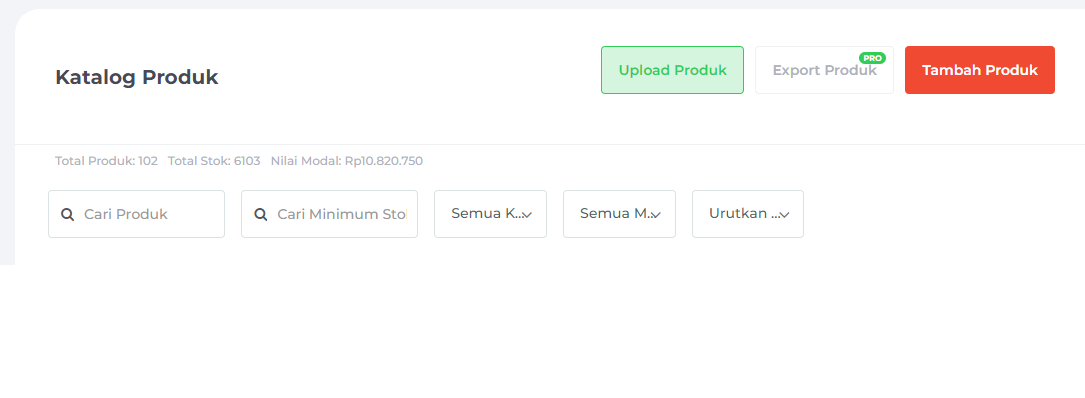 Katalog Produk
Upload Produk
Export Produk
PRO
Tambah Produk
Total Produk: 102 Total Stok: 6103 Nilai Modal: Rp10.820.750
Cari Produk
Cari Minimum Sto
Semua K...
Semua M...
Urutkan ...